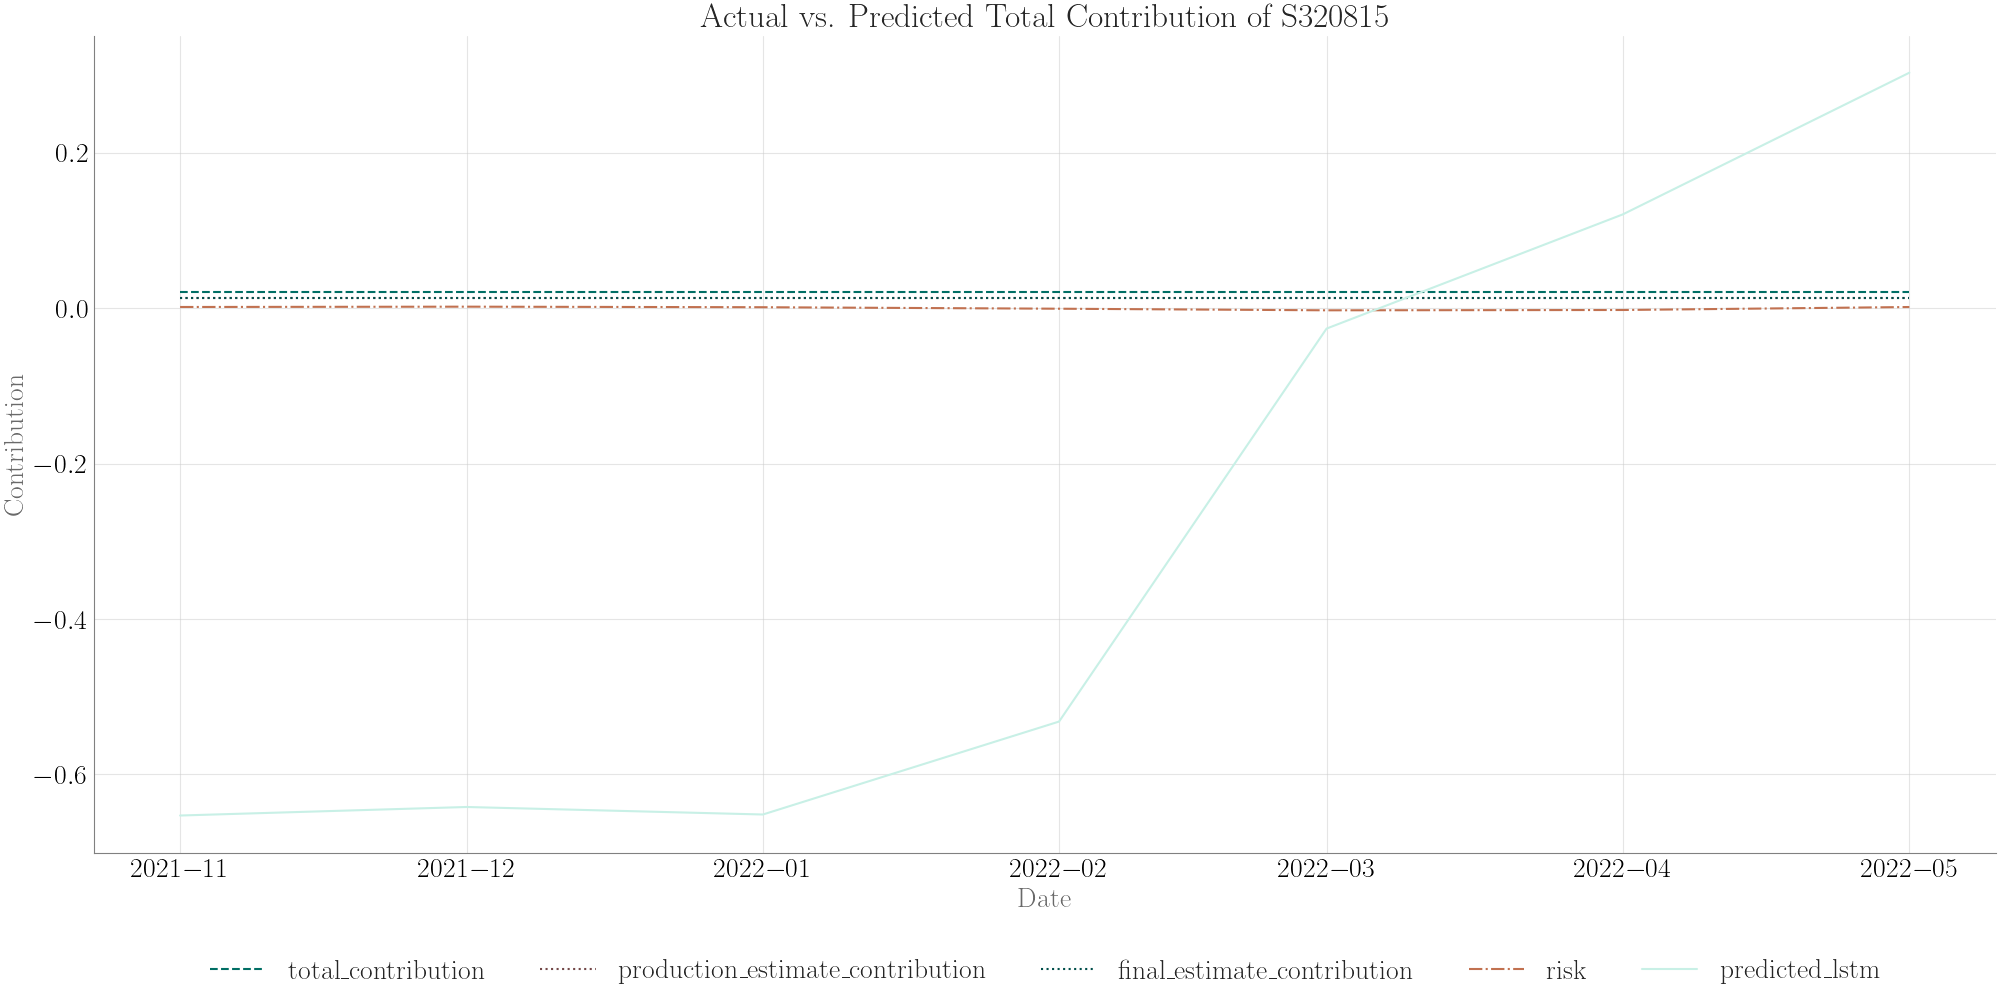 Actual vs. Predicted Total Contribution of S320815
0.2
0.0
−0.2
−0.4
−0.6
Contribution
2021−11 2021−12 2022−01 2022−02 2022−03 2022−04 2022−05
Date
total_contribution production_estimate_contribution final_estimate_contribution risk predicted_lstm